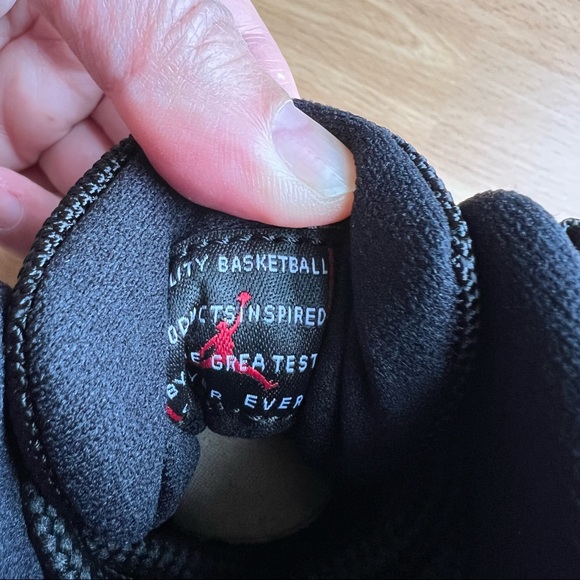 LITY BASKETBALL
ODUCTS INSPIRED
E GREATEST
R EVER